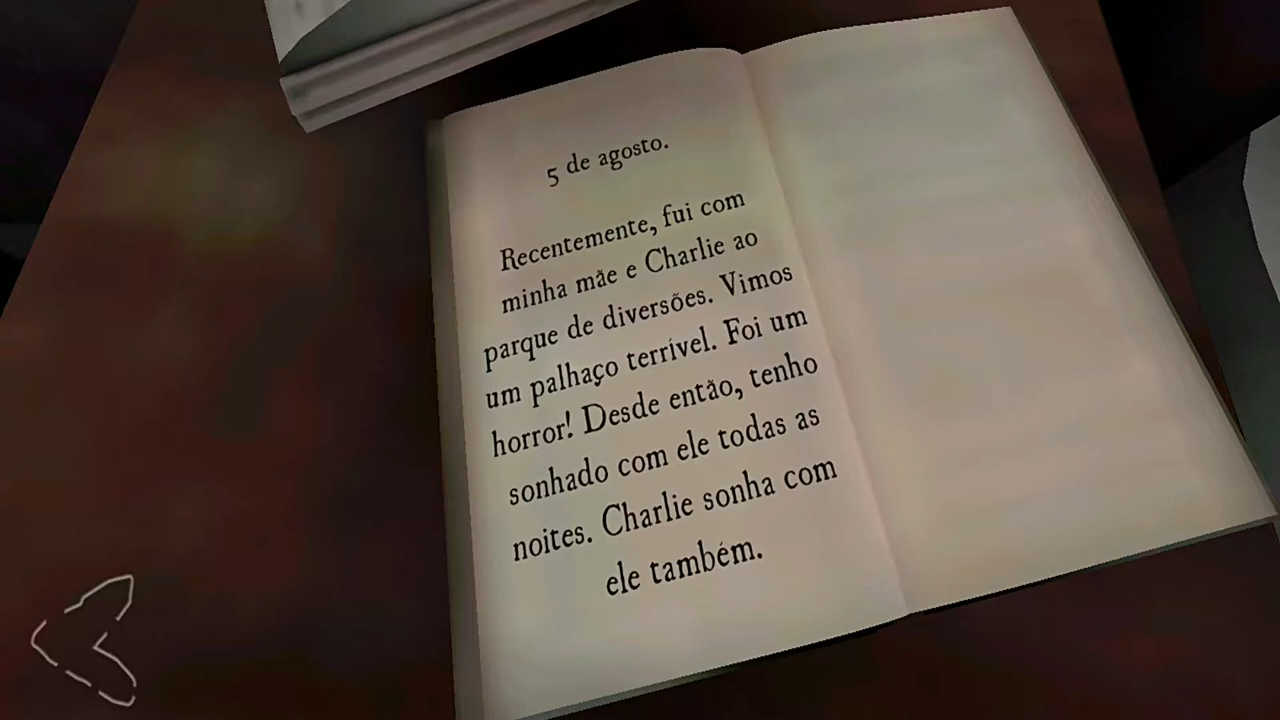 5 de agosto.
Recentemente, fui com
minha mãe e Charlie ao
parque de diversões. Vimos
um palhaço terrível. Foi um
horror! Desde então, tenho
sonhado com ele todas as
noites. Charlie sonha com
ele também.